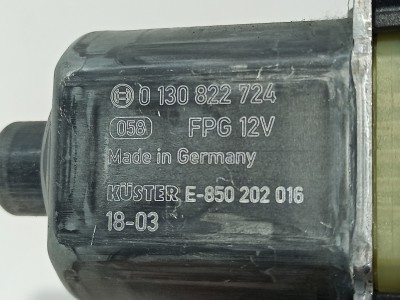 0 130 822 724
058 FPG 12V
Made in Germany
KÜSTER E-850 202 016
18-03